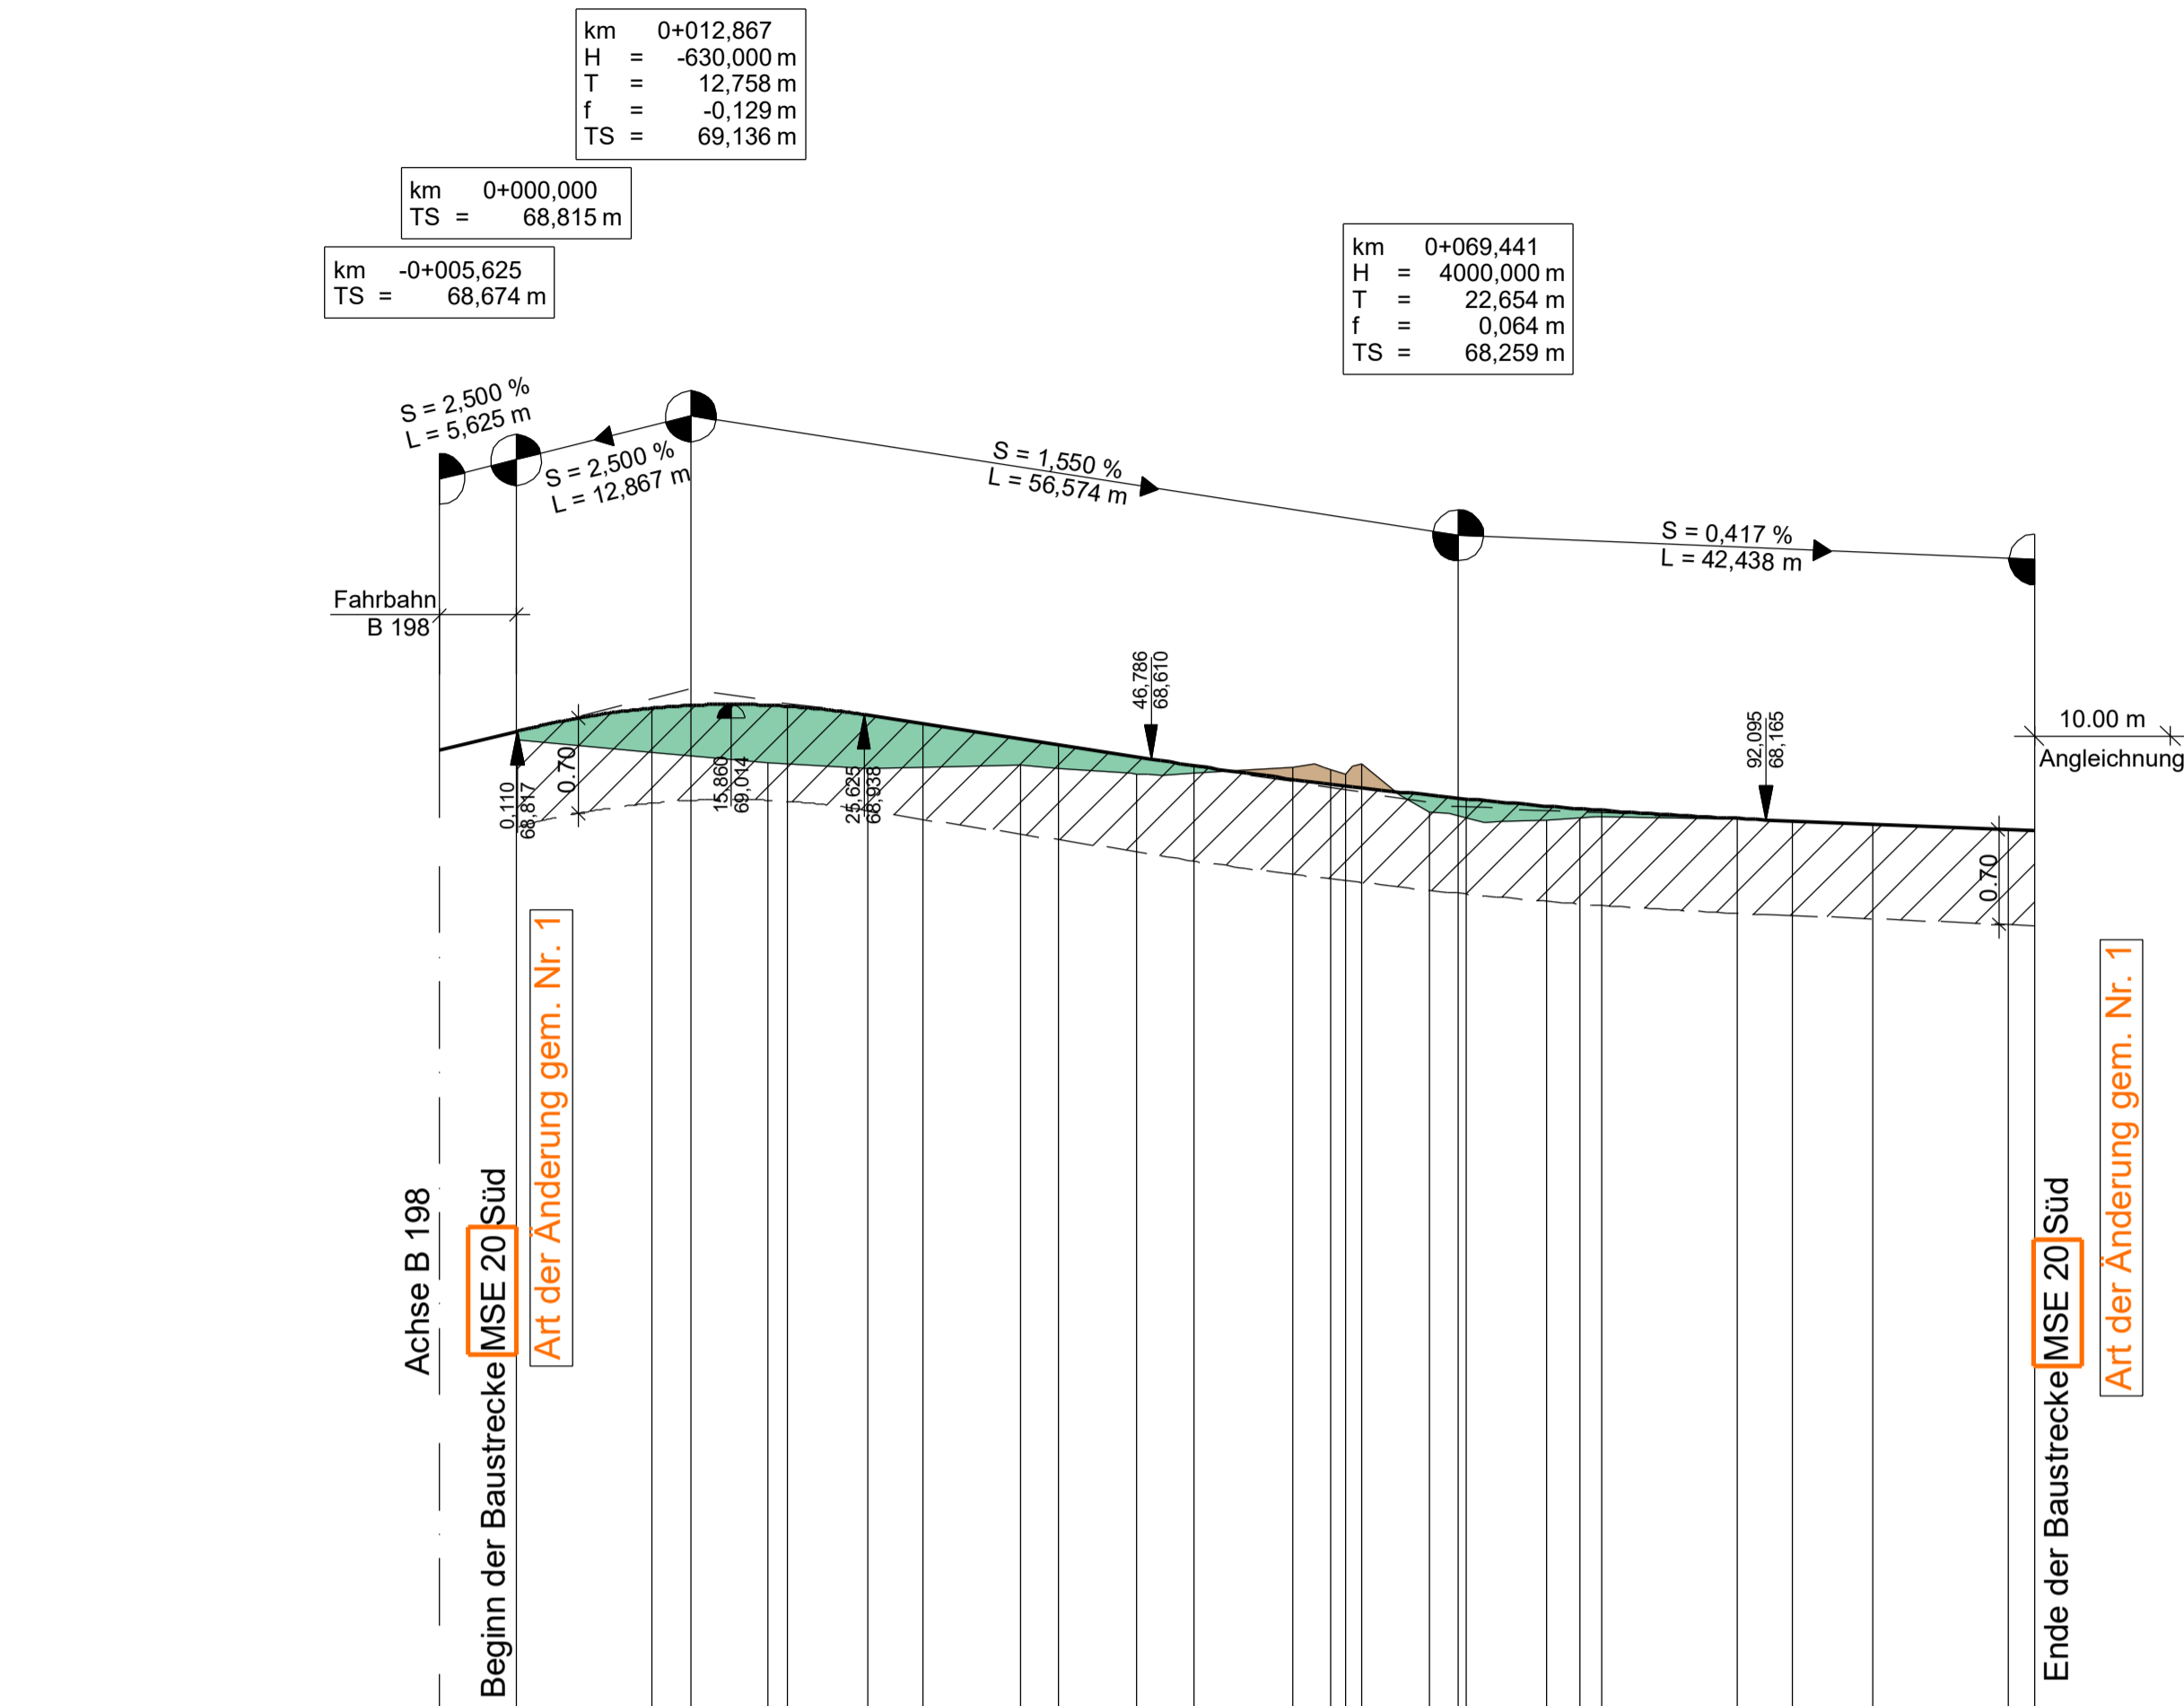 km 0+012,867
H = -630,000 m
T = 12,758 m
f = -0,129 m
TS = 69,136 m
km 0+000,000
TS = 68,815 m
km -0+005,625
TS = 68,674 m
km 0+069,441
H = 4000,000 m
T = 22,654 m
f = 0,064 m
TS = 68,259 m
S = 2,500 %
L = 5,625 m
S = 2,500 %
L = 12,867 m
S = 1,550 %
L = 56,574 m
S = 0,417 %
L = 42,438 m
Fahrbahn
B 198
46,786
68,610
92,095
68,165
10.00 m
Angleichnung
0,110
68,817
0.70
15,860
69,014
25,625
68,938
0.70
Achse B 198
Beginn der Baustrecke MSE 20 Süd
Art der Änderung gem. Nr. 1
Ende der Baustrecke MSE 20 Süd
Art der Änderung gem. Nr. 1